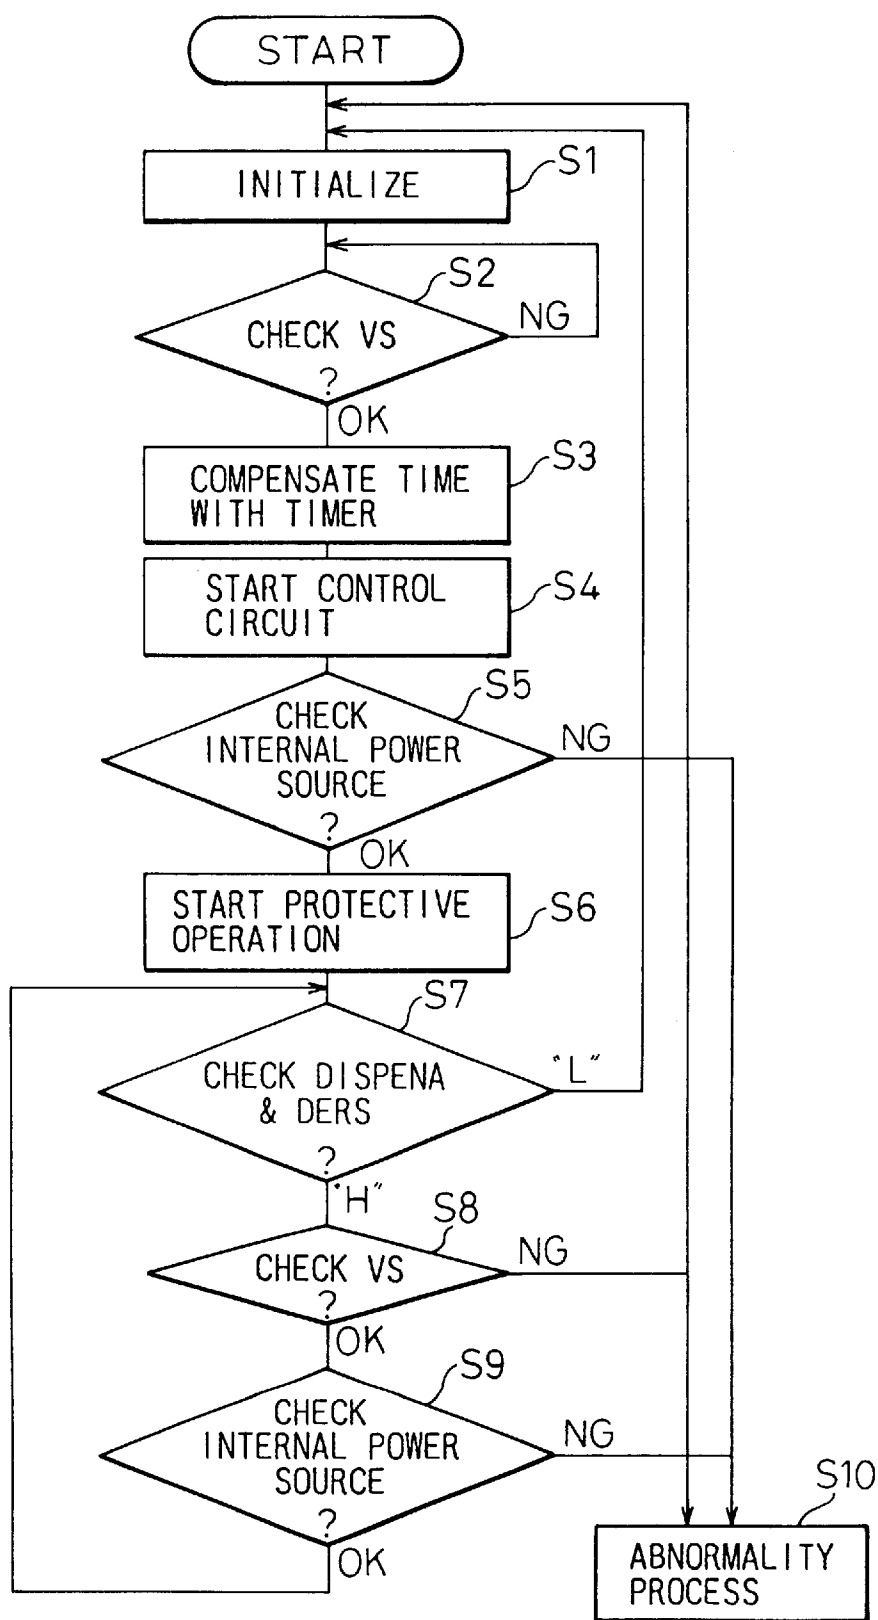 START
INITIALIZE
S1
S2
CHECK VS
?
NG
OK
COMPENSATE TIME
WITH TIMER
S3
START CONTROL
CIRCUIT
S4
S5
CHECK
INTERNAL POWER
SOURCE
?
NG
OK
START PROTECTIVE
OPERATION
S6
S7
CHECK DISPENA
& DERS
?
"L"
"H"
S8
CHECK VS
?
NG
OK
S9
CHECK
INTERNAL POWER
SOURCE
?
NG
OK
S10
ABNORMALITY
PROCESS